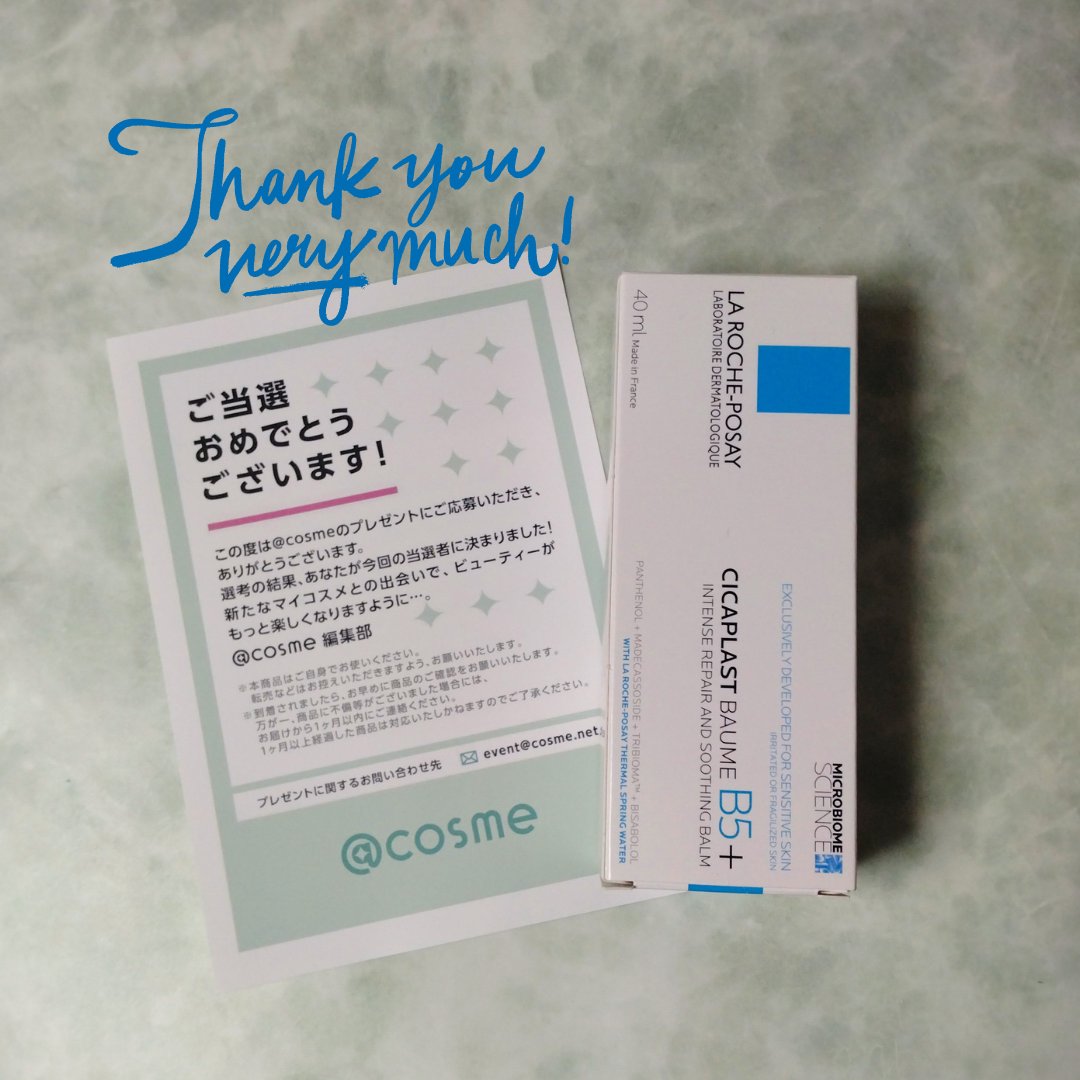 Thank you
very much!
ご当選
おめでとう
ございます!
この度は@cosmeのプレゼントにご応募いただき、
ありがとうございます。
選考の結果、あなたが今回の当選者に決まりました!
新たなマイコスメとの出会いで、ビューティーが
もっと楽しくなりますように…。
@cosme 編集部
※本商品はご自身でお使いください。
転売などはお控えいただきますよう、お願いいたします。
※到着されましたら、お早めに商品のご確認をお願いいたします。
万が一、商品に不備等がございました場合には、
お届けから1ヶ月以内にご連絡ください。
1ヶ月以上経過した商品は対応いたしかねますのでご了承ください。
プレゼントに関するお問い合わせ先
event@cosme.net
@cosme
LA ROCHE-POSAY
LABORATOIRE DERMATOLOGIQUE
40 ml Made in France
MICROBIOME
SCIENCE
EXCLUSIVELY DEVELOPED FOR SENSITIVE SKIN
IRRITATED OR FRAGILIZED SKIN
CICAPLAST BAUME B5+
INTENSE REPAIR AND SOOTHING BALM
PANTHENOL + MADECASSOSIDE + TRIBIOMA™ + BISABOLOL
WITH LA ROCHE-POSAY THERMAL SPRING WATER